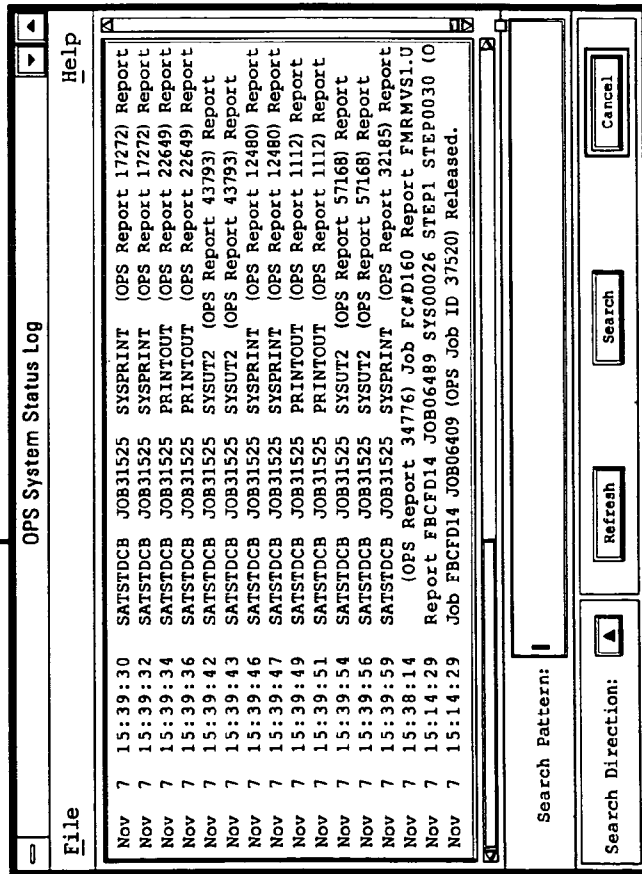 OPS System Status Log
File Help
Nov 7 15:39:30 SATSTDCB JOB31525 SYSPRINT (OPS Report 17272) Report
Nov 7 15:39:32 SATSTDCB JOB31525 SYSPRINT (OPS Report 17272) Report
Nov 7 15:39:34 SATSTDCB JOB31525 PRINTOUT (OPS Report 22649) Report
Nov 7 15:39:36 SATSTDCB JOB31525 PRINTOUT (OPS Report 22649) Report
Nov 7 15:39:42 SATSTDCB JOB31525 SYSUT2 (OPS Report 43793) Report
Nov 7 15:39:43 SATSTDCB JOB31525 SYSUT2 (OPS Report 43793) Report
Nov 7 15:39:46 SATSTDCB JOB31525 SYSPRINT (OPS Report 12480) Report
Nov 7 15:39:47 SATSTDCB JOB31525 SYSPRINT (OPS Report 12480) Report
Nov 7 15:39:49 SATSTDCB JOB31525 PRINTOUT (OPS Report 1112) Report
Nov 7 15:39:51 SATSTDCB JOB31525 PRINTOUT (OPS Report 1112) Report
Nov 7 15:39:54 SATSTDCB JOB31525 SYSUT2 (OPS Report 57168) Report
Nov 7 15:39:56 SATSTDCB JOB31525 SYSUT2 (OPS Report 57168) Report
Nov 7 15:39:59 SATSTDCB JOB31525 SYSPRINT (OPS Report 32185) Report
Nov 7 15:38:14 (OPS Report 34776) Job FC#D160 Report FMRMVS1.U
Nov 7 15:14:29 Report FBCFD14 JOB06489 SYS00026 STEP1 STEP0030 (O
Nov 7 15:14:29 Job FBCFD14 JOB06409 (OPS Job ID 37520) Released.
Search Pattern:
Search Direction: Refresh Search Cancel